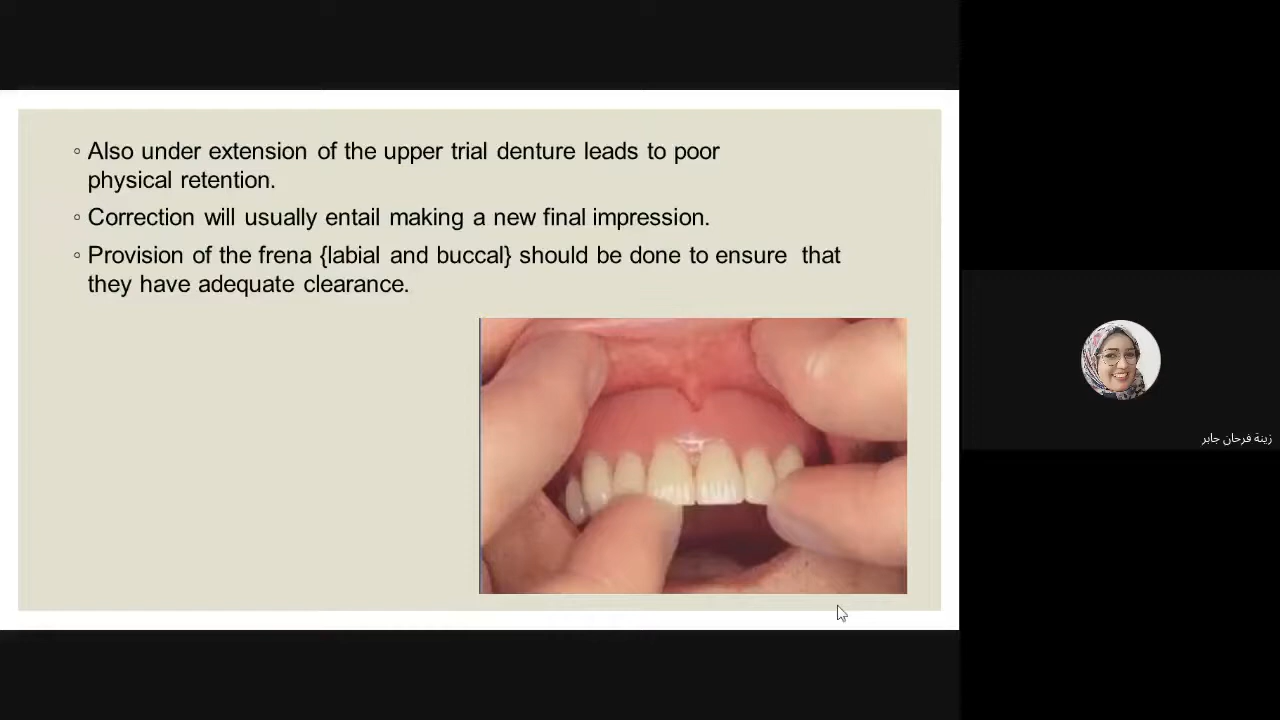 ◦ Also under extension of the upper trial denture leads to poor
physical retention.
◦ Correction will usually entail making a new final impression.
◦ Provision of the frena {labial and buccal} should be done to ensure  that
they have adequate clearance.
زينة فرحان جابر